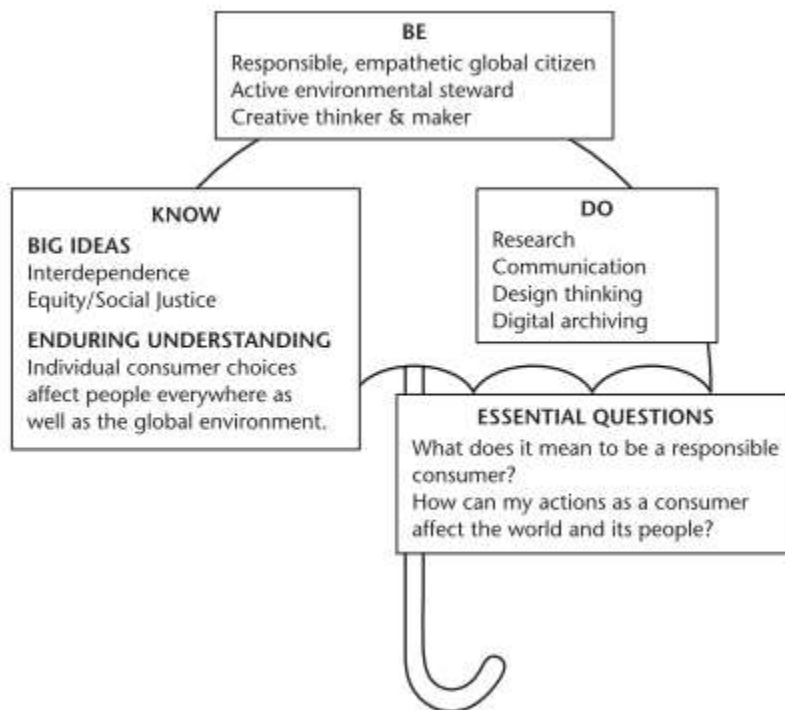 BE
Responsible, empathetic global citizen
Active environmental steward
Creative thinker & maker
KNOW
BIG IDEAS
Interdependence
Equity/Social Justice
ENDURING UNDERSTANDING
Individual consumer choices
affect people everywhere as
well as the global environment.
DO
Research
Communication
Design thinking
Digital archiving
ESSENTIAL QUESTIONS
What does it mean to be a responsible
consumer?
How can my actions as a consumer
affect the world and its people?